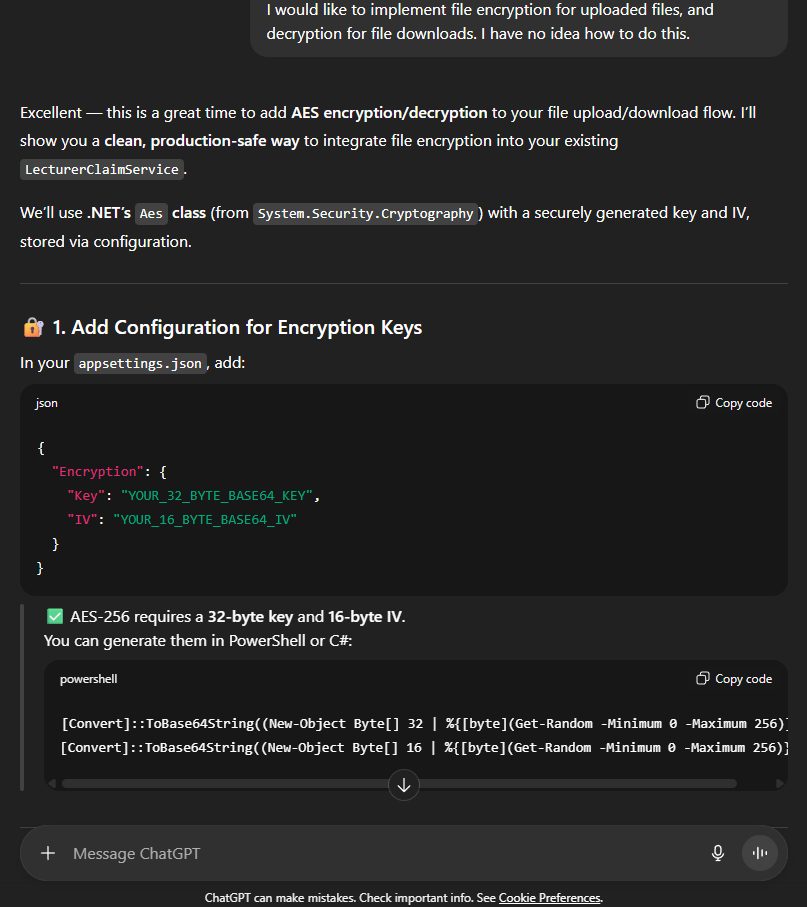 I would like to implement file encryption for uploaded files, and
decryption for file downloads. I have no idea how to do this.
Excellent — this is a great time to add AES encryption/decryption to your file upload/download flow. I'll
show you a clean, production-safe way to integrate file encryption into your existing
LecturerClaimService.
We'll use .NET's Aes class (from System.Security.Cryptography) with a securely generated key and IV,
stored via configuration.
🔐 1. Add Configuration for Encryption Keys
In your appsettings.json, add:
json
Copy code
{
"Encryption": {
"Key": "YOUR_32_BYTE_BASE64_KEY",
"IV": "YOUR_16_BYTE_BASE64_IV"
}
}
✅ AES-256 requires a 32-byte key and 16-byte IV.
You can generate them in PowerShell or C#:
powershell
Copy code
[Convert]::ToBase64String((New-Object Byte[] 32 | %{[byte](Get-Random -Minimum 0 -Maximum 256)}
[Convert]::ToBase64String((New-Object Byte[] 16 | %{[byte](Get-Random -Minimum 0 -Maximum 256)}
Message ChatGPT
ChatGPT can make mistakes. Check important info. See Cookie Preferences.